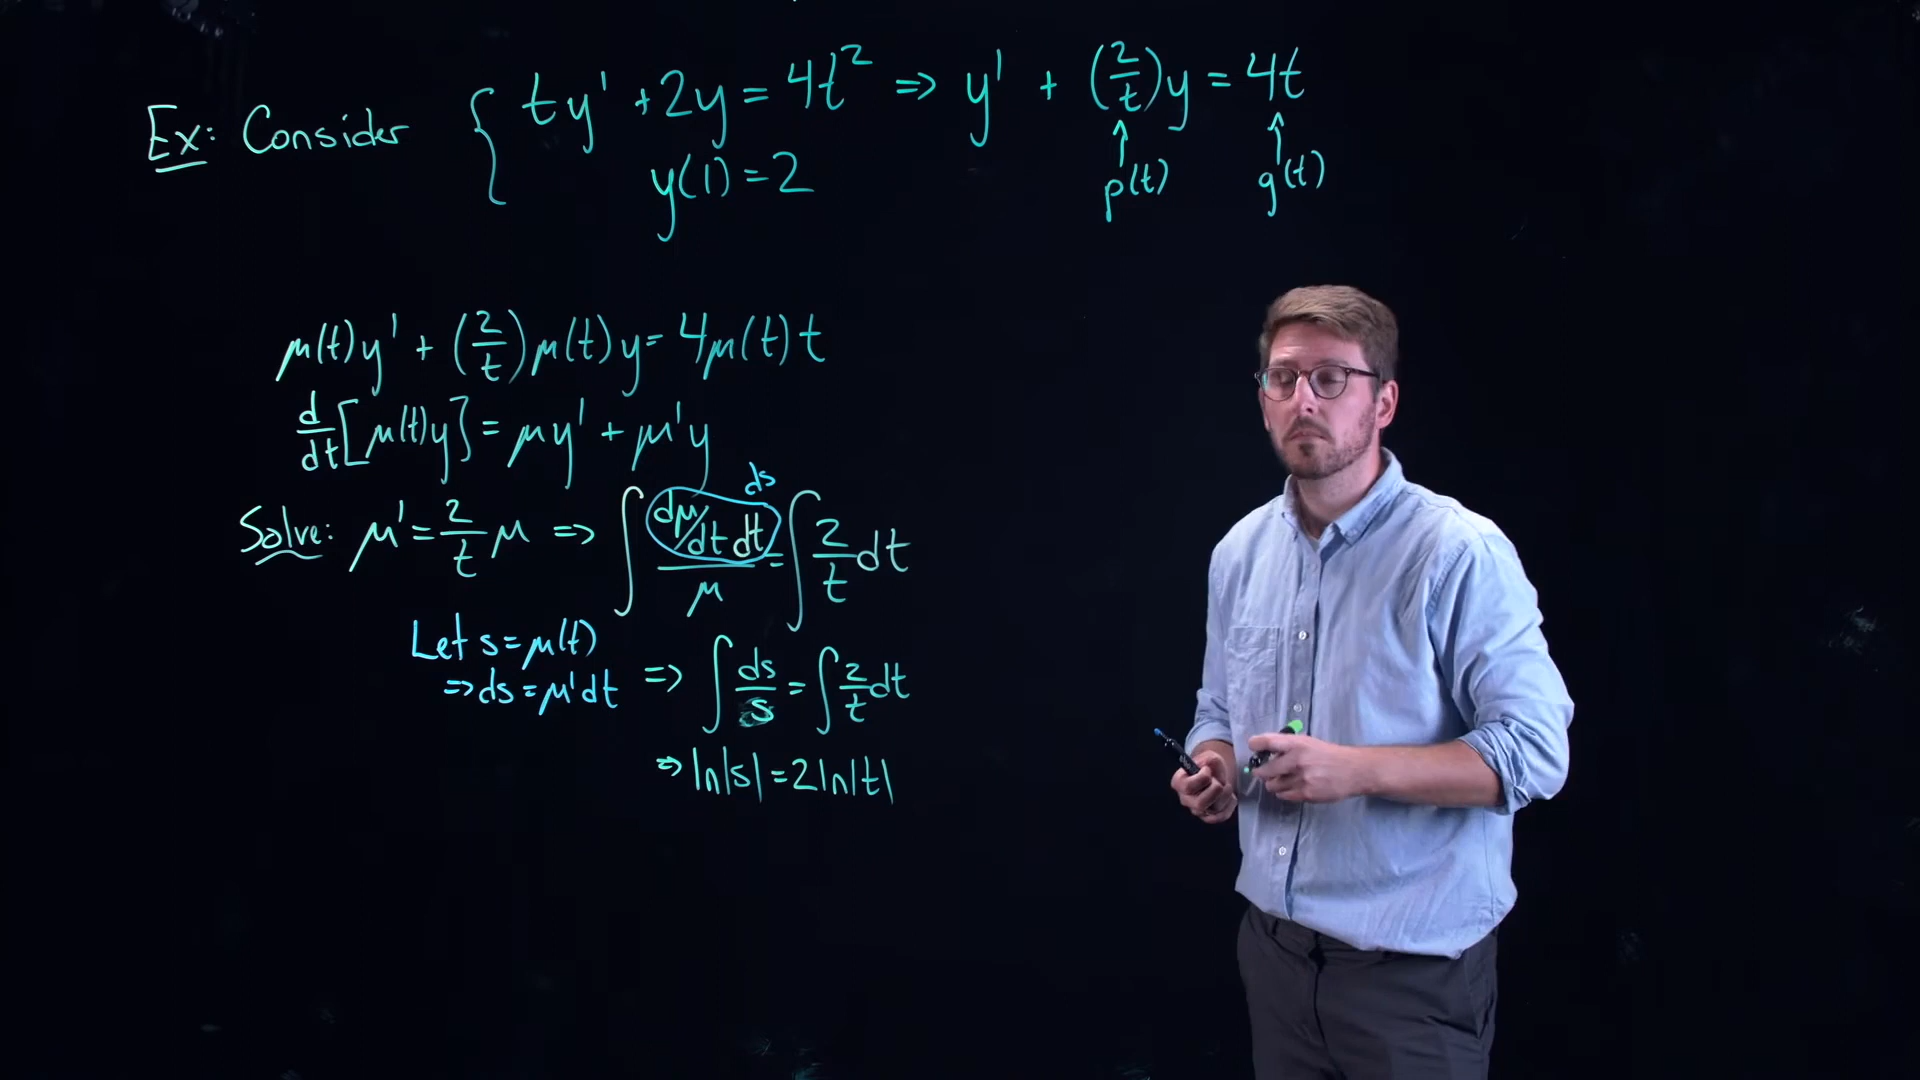 Ex: Consider { ty' + 2y = 4t² ⇒ y' + (2/t)y = 4t
y(1) = 2
↑ p(t) ↑ g(t)
μ(t)y' + (2/t)μ(t)y = 4μ(t)t
d/dt[μ(t)y] = μy' + μ'y
Solve: μ' = 2/t μ ⇒ ∫ (dμ/dt dt)/μ = ∫ 2/t dt
ds
Let s = μ(t)
⇒ ds = μ'dt
⇒ ∫ ds/s = ∫ 2/t dt
⇒ ln|s| = 2ln|t|